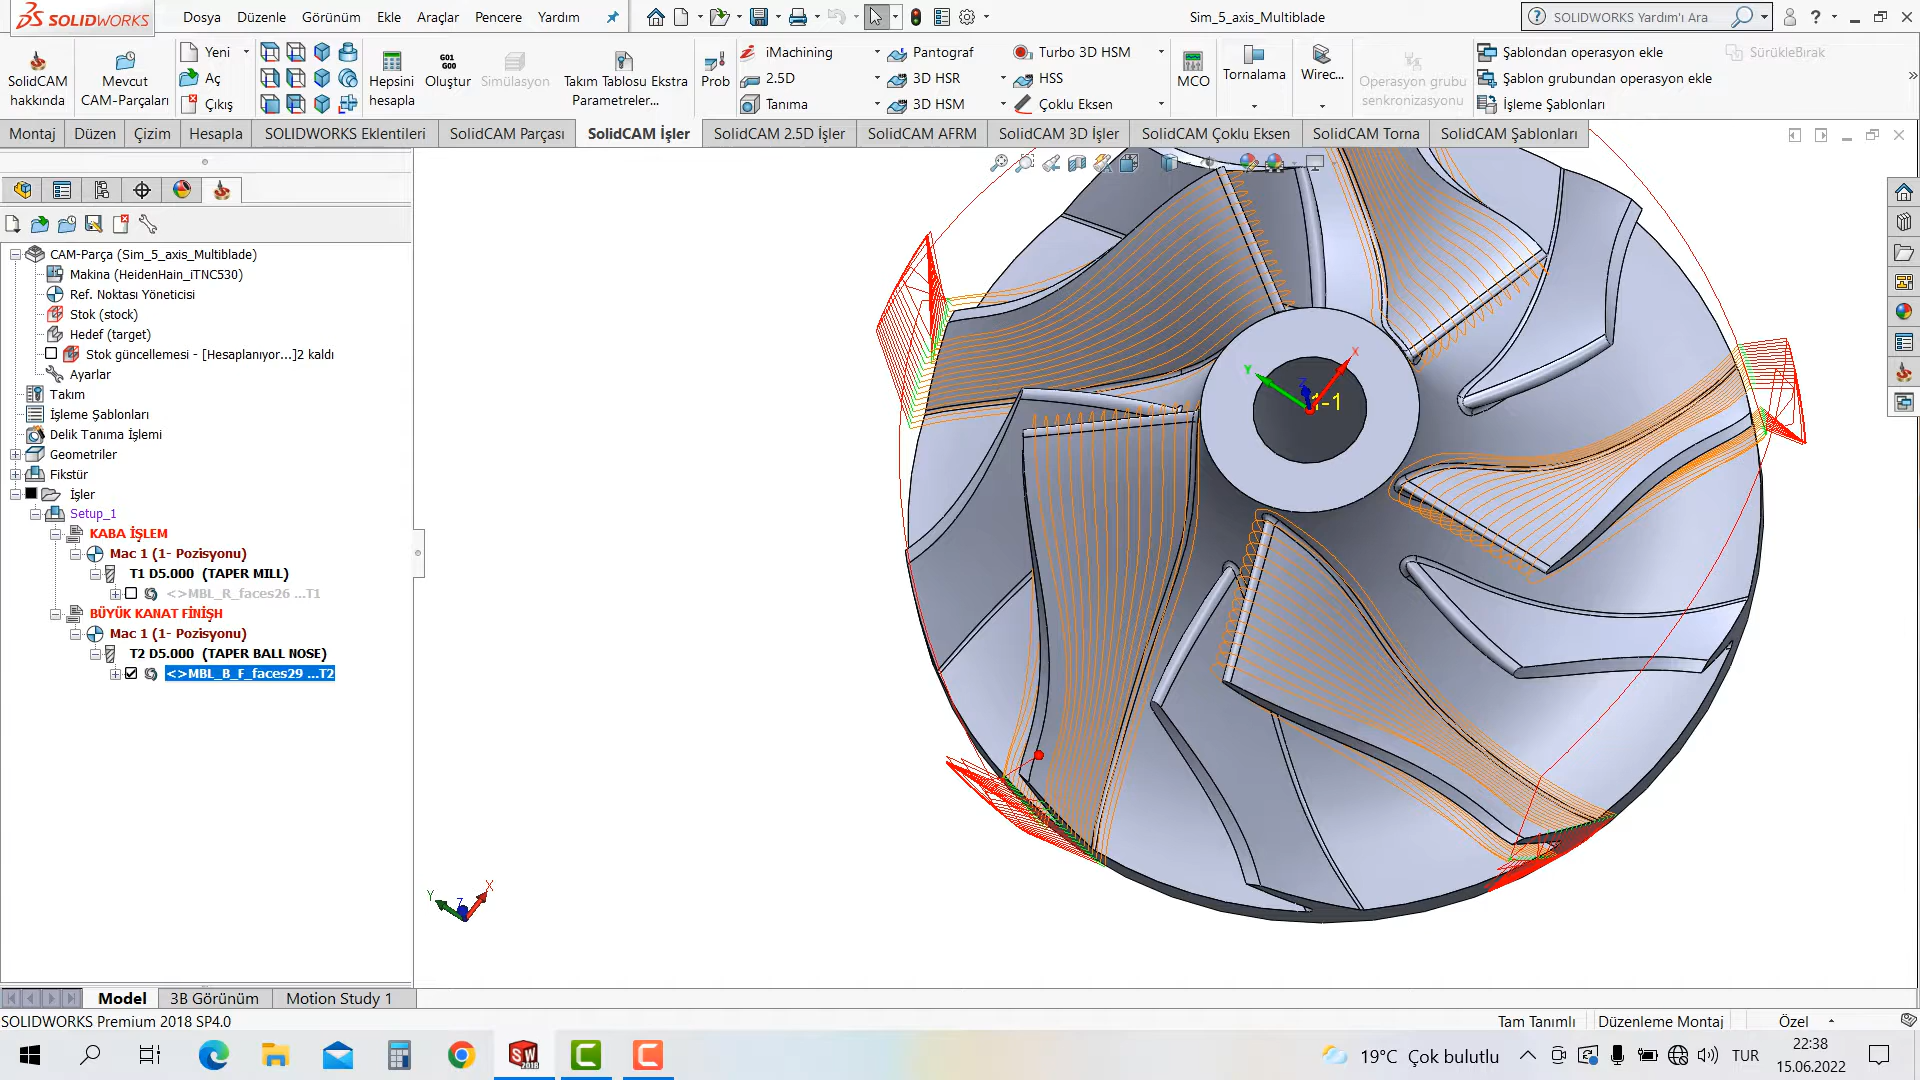 SOLIDWORKS
Dosya Düzenle Görünüm Ekle Araçlar Pencere Yardım
Sim_5_axis_Multiblade
SOLIDWORKS Yardım'ı Ara
SolidCAM hakkında
Mevcut CAM-Parçaları
Yeni
Aç
Çıkış
Hepsini hesapla
G01 G00
Oluştur
Simülasyon
Takım Tablosu Ekstra Parametreler...
Prob
iMachining
2.5D
Tanıma
Pantograf
3D HSR
3D HSM
Turbo 3D HSM
HSS
Çoklu Eksen
MCO
Tornalama
Wirec...
Operasyon grubu senkronizasyonu
Şablondan operasyon ekle
Şablon grubundan operasyon ekle
İşleme Şablonları
SürükleBırak
Montaj Düzen Çizim Hesapla SOLIDWORKS Eklentileri SolidCAM Parçası SolidCAM İşler SolidCAM 2.5D İşler SolidCAM AFRM SolidCAM 3D İşler SolidCAM Çoklu Eksen SolidCAM Torna SolidCAM Şablonları
CAM-Parça (Sim_5_axis_Multiblade)
Makina (HeidenHain_iTNC530)
Ref. Noktası Yöneticisi
Stok (stock)
Hedef (target)
Stok güncellemesi - [Hesaplanıyor...]2 kaldı
Ayarlar
Takım
İşleme Şablonları
Delik Tanıma İşlemi
Geometriler
Fikstür
İşler
Setup_1
KABA İŞLEM
Mac 1 (1- Pozisyonu)
T1 D5.000 (TAPER MILL)
<>MBL_R_faces26 ...T1
BÜYÜK KANAT FİNİŞH
Mac 1 (1- Pozisyonu)
T2 D5.000 (TAPER BALL NOSE)
<>MBL_B_F_faces29 ...T2
X
Y
Z
1-1
X
Y
Z
Model 3B Görünüm Motion Study 1
SOLIDWORKS Premium 2018 SP4.0
Tam Tanımlı Düzenleme Montaj Özel
19°C Çok bulutlu
TUR
22:38
15.06.2022